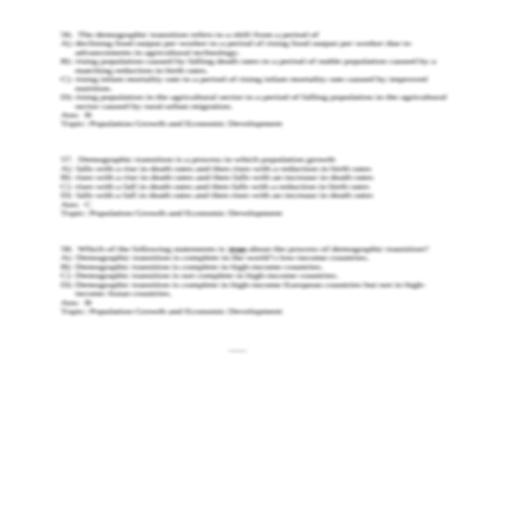 56. The demographic transition refers to a shift from a period of
A) declining food output per worker to a period of rising food output per worker due to
advancements in agricultural technology.
B) rising population caused by falling death rates to a period of stable population caused by a
matching reduction in birth rates.
C) rising infant mortality rate to a period of rising infant mortality rate caused by improved
nutrition.
D) rising population in the agricultural sector to a period of falling population in the agricultural
sector caused by rural-urban migration.
Ans: B
Topic: Population Growth and Economic Development
57. Demographic transition is a process in which population growth
A) falls with a rise in death rates and then rises with a reduction in birth rates
B) rises with a rise in death rates and then falls with an increase in death rates
C) rises with a fall in death rates and then falls with a reduction in birth rates
D) falls with a fall in death rates and then rises with an increase in death rates
Ans: C
Topic: Population Growth and Economic Development
58. Which of the following statements is true about the process of demographic transition?
A) Demographic transition is complete in the world's low-income countries.
B) Demographic transition is complete in high-income countries.
C) Demographic transition is not complete in high-income countries.
D) Demographic transition is complete in high-income European countries but not in high-
income Asian countries.
Ans: B
Topic: Population Growth and Economic Development